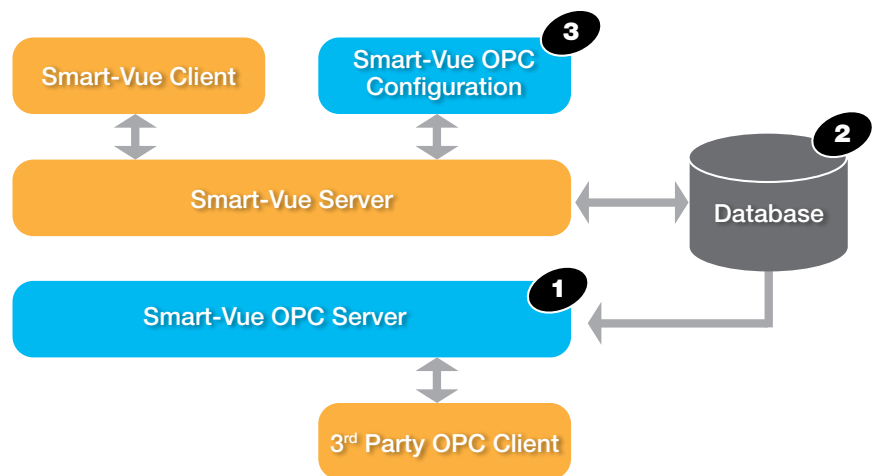 3
Smart-Vue Client
Smart-Vue OPC
Configuration
2
Smart-Vue Server
Database
1
Smart-Vue OPC Server
3rd Party OPC Client